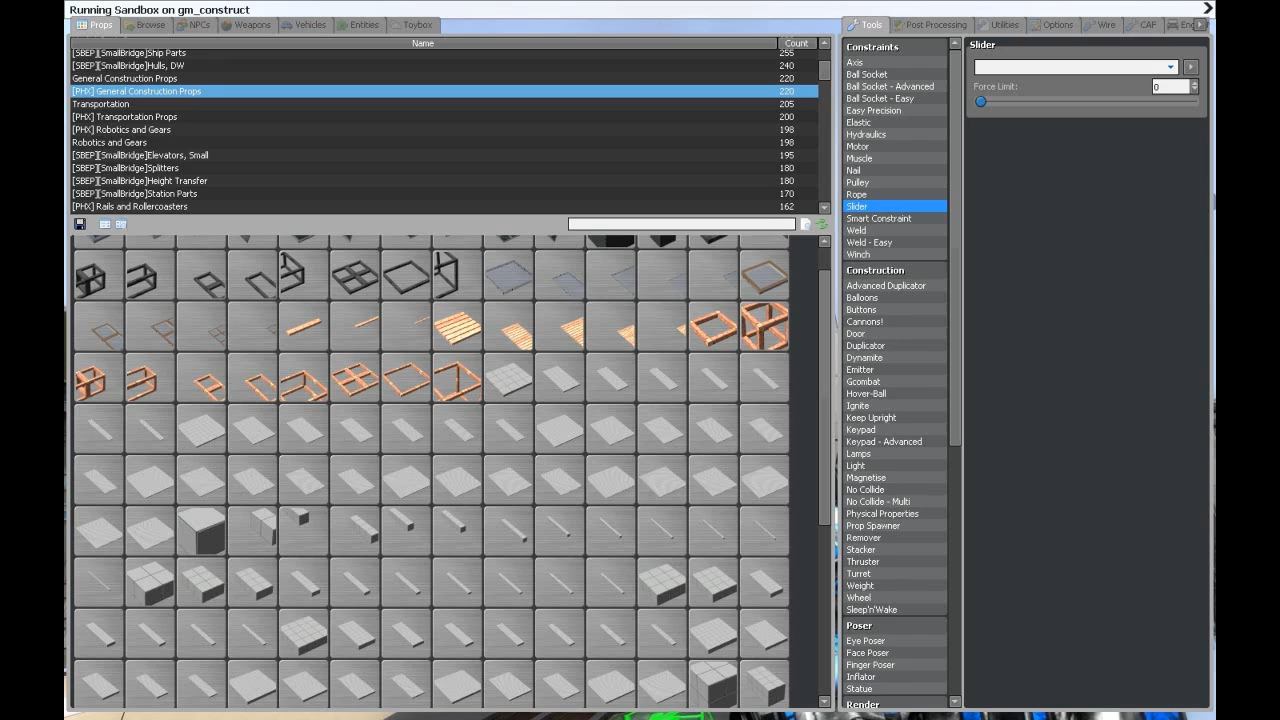 Running Sandbox on gm_construct
Props
Browse
NPCs
Weapons
Vehicles
Entities
Toybox
Name
Count
[SBEP][SmallBridge]Ship Parts 255
[SBEP][SmallBridge]Hulls, DW 240
General Construction Props 220
[PHX] General Construction Props 220
Transportation 205
[PHX] Transportation Props 200
[PHX] Robotics and Gears 198
Robotics and Gears 198
[SBEP][SmallBridge]Elevators, Small 195
[SBEP][SmallBridge]Splitters 180
[SBEP][SmallBridge]Height Transfer 180
[SBEP][SmallBridge]Station Parts 170
[PHX] Rails and Rollercoasters 162
Tools
Post Processing
Utilities
Options
Wire
CAF
Constraints
Axis
Ball Socket
Ball Socket - Advanced
Ball Socket - Easy
Easy Precision
Elastic
Hydraulics
Motor
Muscle
Nail
Pulley
Rope
Slider
Smart Constraint
Weld
Weld - Easy
Winch
Construction
Advanced Duplicator
Balloons
Buttons
Cannons!
Door
Duplicator
Dynamite
Emitter
Gcombat
Hover-Ball
Ignite
Keep Upright
Keypad
Keypad - Advanced
Lamps
Light
Magnetise
No Collide
No Collide - Multi
Physical Properties
Prop Spawner
Remover
Stacker
Thruster
Turret
Weight
Wheel
Sleep'n'Wake
Poser
Eye Poser
Face Poser
Finger Poser
Inflator
Statue
Render
Slider
Force Limit: 0